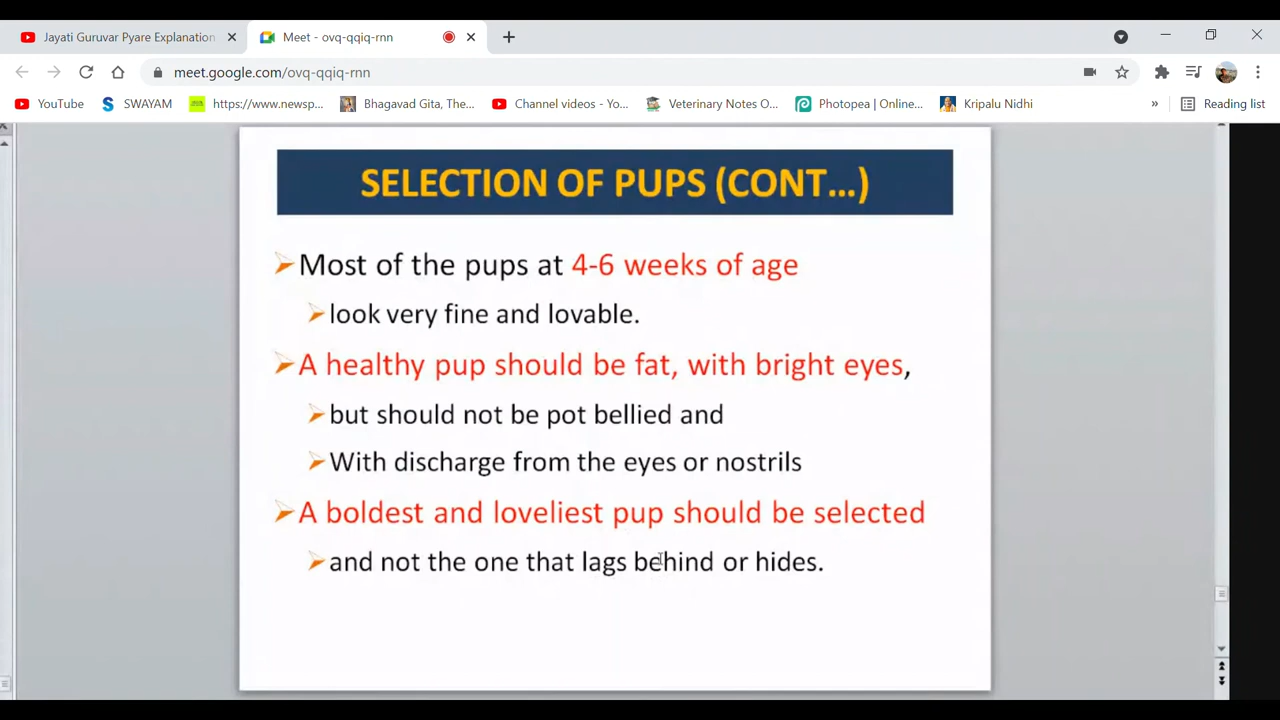 Jayati Guruvar Pyare Explanation
Meet - ovq-qqiq-rnn
meet.google.com/ovq-qqiq-rnn
YouTube SWAYAM https://www.newsp... Bhagavad Gita, The... Channel videos - Yo... Veterinary Notes O... Photopea | Online... Kripalu Nidhi » Reading list
SELECTION OF PUPS (CONT...)
Most of the pups at 4-6 weeks of age
look very fine and lovable.
A healthy pup should be fat, with bright eyes,
but should not be pot bellied and
With discharge from the eyes or nostrils
A boldest and loveliest pup should be selected
and not the one that lags behind or hides.